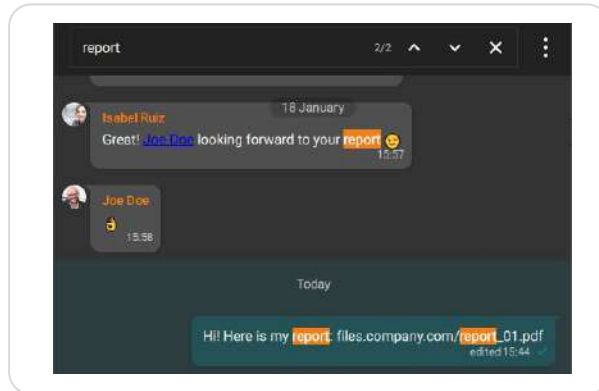 report 2/2
18 January
Isabel Ruiz
Great! Joe Doe looking forward to your report
15:57
Joe Doe
15:58
Today
Hi! Here is my report: files.company.com/report_01.pdf
edited 15:44